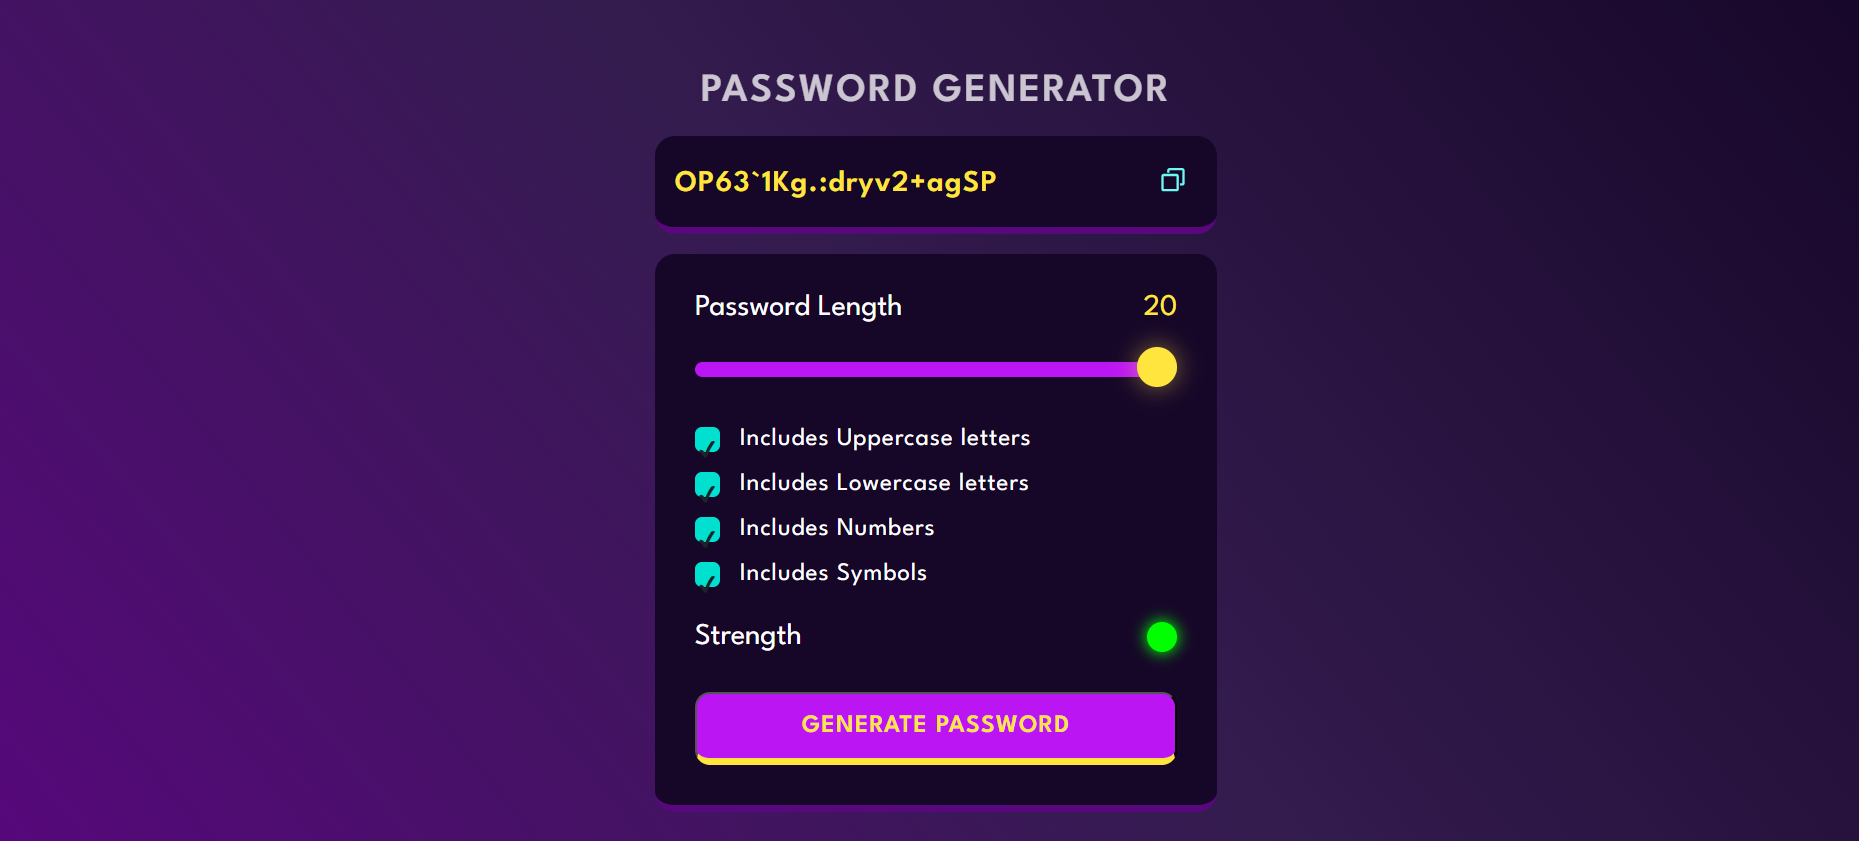 PASSWORD GENERATOR
OP63`1Kg.:dryv2+agSP
Password Length 20
Includes Uppercase letters
Includes Lowercase letters
Includes Numbers
Includes Symbols
Strength
GENERATE PASSWORD